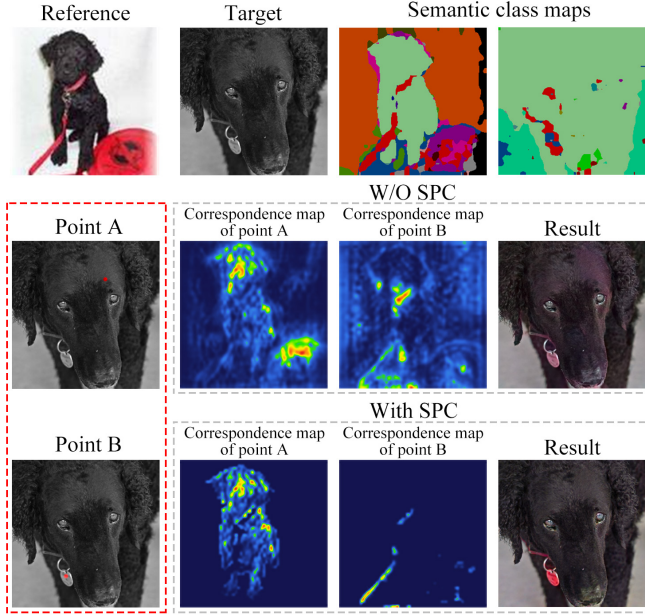 Reference
Target
Semantic class maps
W/O SPC
Point A
Correspondence map
of point A
Correspondence map
of point B
Result
With SPC
Point B
Correspondence map
of point A
Correspondence map
of point B
Result